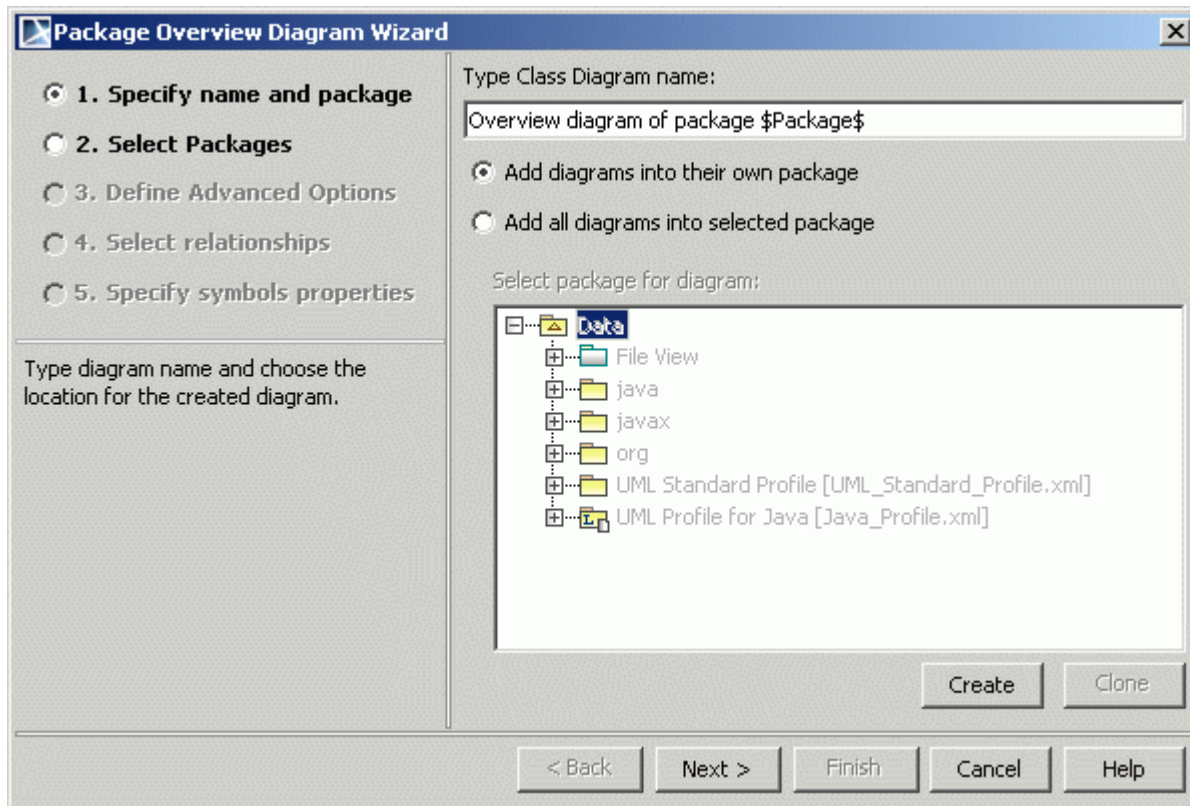 Package Overview Diagram Wizard
1. Specify name and package
2. Select Packages
3. Define Advanced Options
4. Select relationships
5. Specify symbols properties
Type diagram name and choose the
location for the created diagram.
Type Class Diagram name:
Overview diagram of package $Package$
Add diagrams into their own package
Add all diagrams into selected package
Select package for diagram:
Data
File View
java
javax
org
UML Standard Profile [UML_Standard_Profile.xml]
UML Profile for Java [Java_Profile.xml]
Create
Clone
< Back
Next >
Finish
Cancel
Help